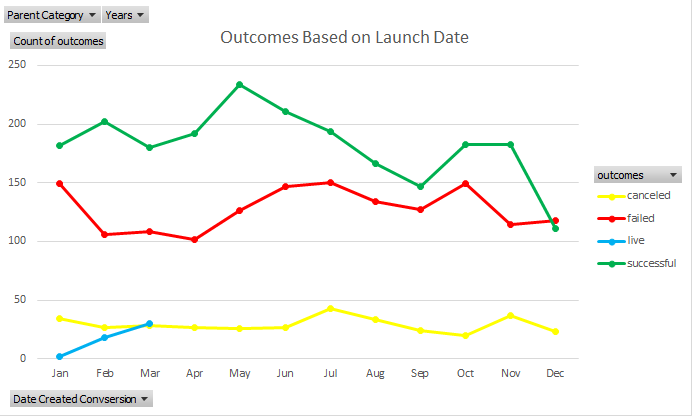 Parent Category Years
Count of outcomes
Outcomes Based on Launch Date
250
200
150
100
50
0
Jan Feb Mar Apr May Jun Jul Aug Sep Oct Nov Dec
outcomes
canceled
failed
live
successful
Date Created Convsersion